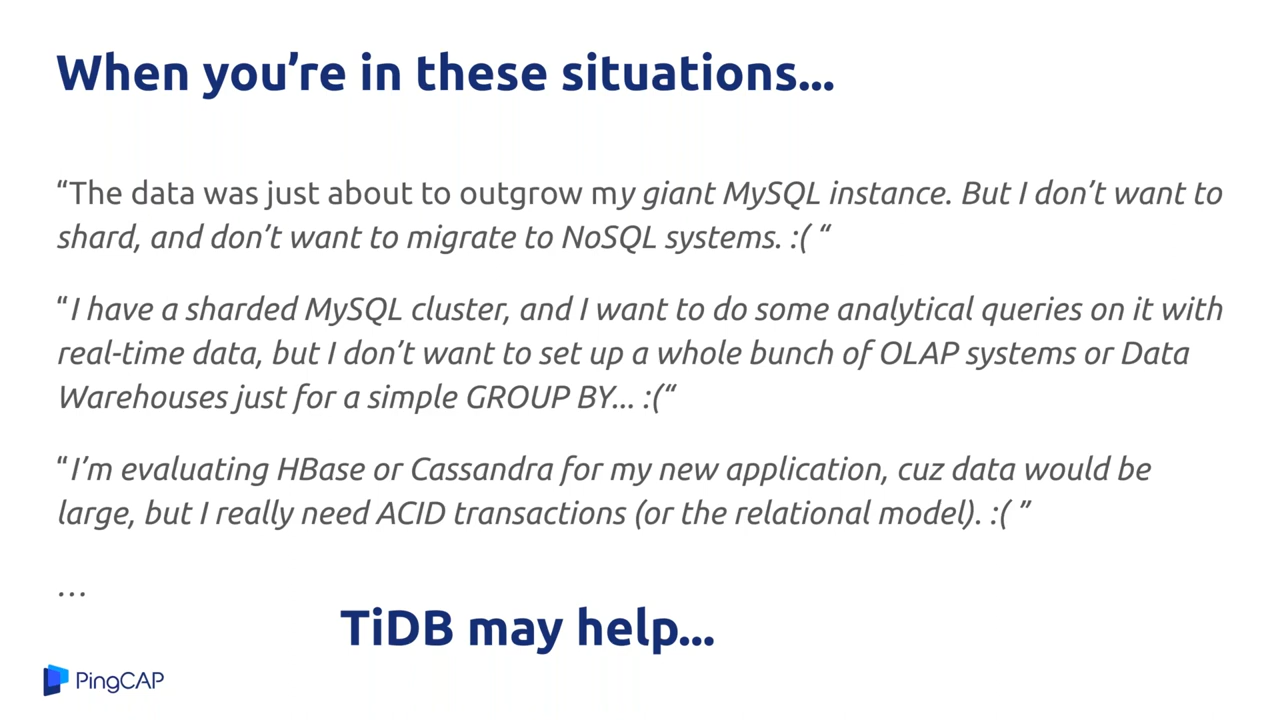 When you’re in these situations...
“The data was just about to outgrow my giant MySQL instance. But I don’t want to
shard, and don’t want to migrate to NoSQL systems. :( “
“I have a sharded MySQL cluster, and I want to do some analytical queries on it with
real-time data, but I don’t want to set up a whole bunch of OLAP systems or Data
Warehouses just for a simple GROUP BY... :(“
“I’m evaluating HBase or Cassandra for my new application, cuz data would be
large, but I really need ACID transactions (or the relational model). :( ”
...
TiDB may help...
PingCAP